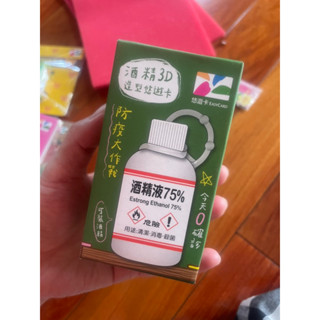 酒精3D
造型悠遊卡
悠遊卡 EASYCARD
防疫大作戰
酒精液75%
Estrong Ethanol 75%
危險
用途:清潔.消毒.殺菌
今天0確診